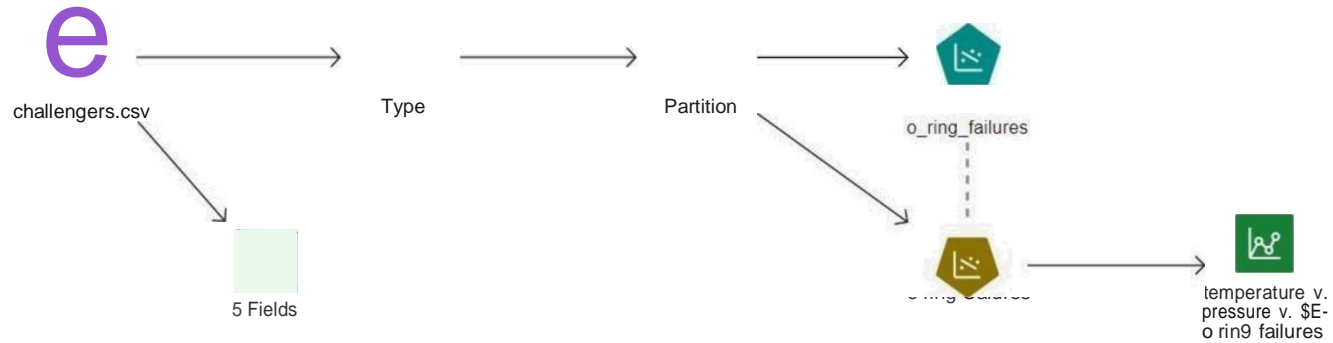 e
challengers.csv
Type
Partition
o_ring_failures
5 Fields
temperature v.
pressure v. $E-
o rin9 failures